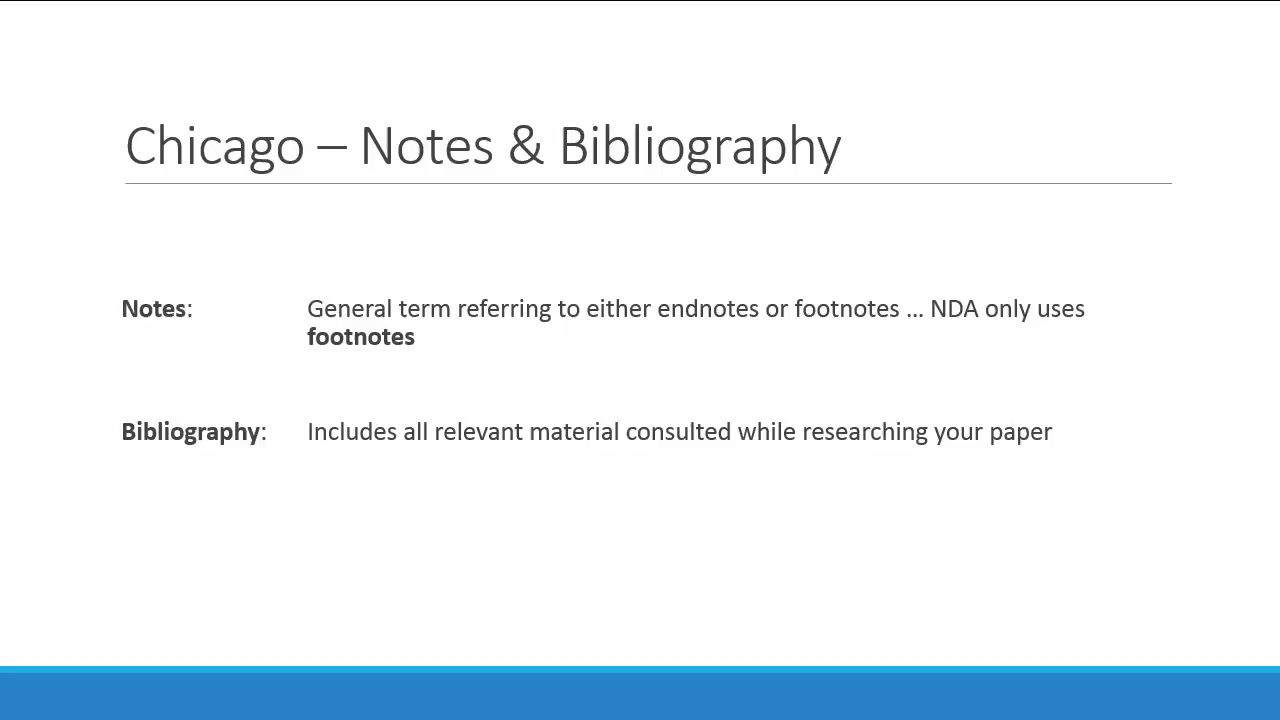 Chicago – Notes & Bibliography
Notes: General term referring to either endnotes or footnotes … NDA only uses
footnotes
Bibliography: Includes all relevant material consulted while researching your paper